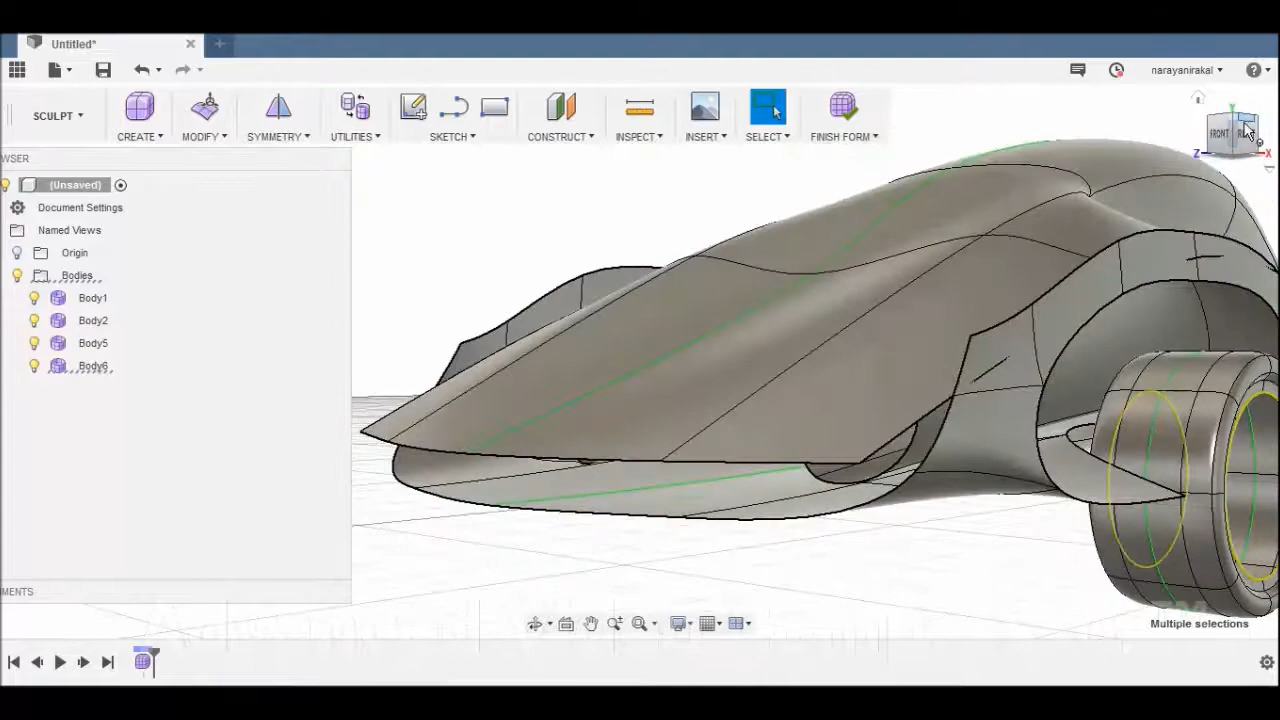 Untitled*
narayanirakal
SCULPT
CREATE
MODIFY
SYMMETRY
UTILITIES
SKETCH
CONSTRUCT
INSPECT
INSERT
SELECT
FINISH FORM
FRONT
Y
Z
X
WSER
(Unsaved)
Document Settings
Named Views
Origin
Bodies
Body1
Body2
Body5
Body6
MENTS
Multiple selections